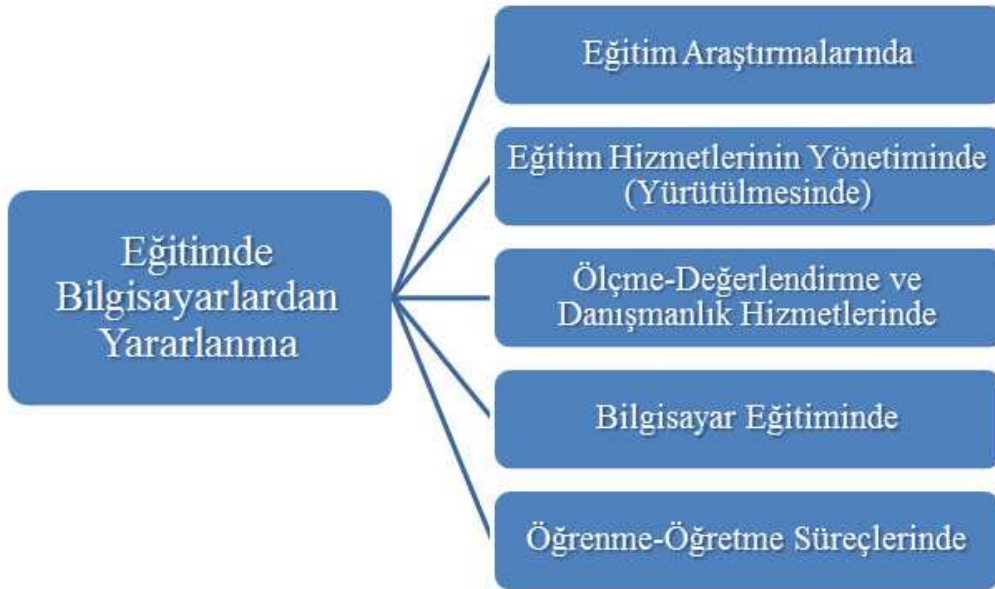 Eğitimde
Bilgisayarlardan
Yararlanma
Eğitim Araştırmalarında
Eğitim Hizmetlerinin Yönetiminde
(Yürütülmesinde)
Ölçme-Değerlendirme ve
Danışmanlık Hizmetlerinde
Bilgisayar Eğitiminde
Öğrenme-Öğretme Süreçlerinde